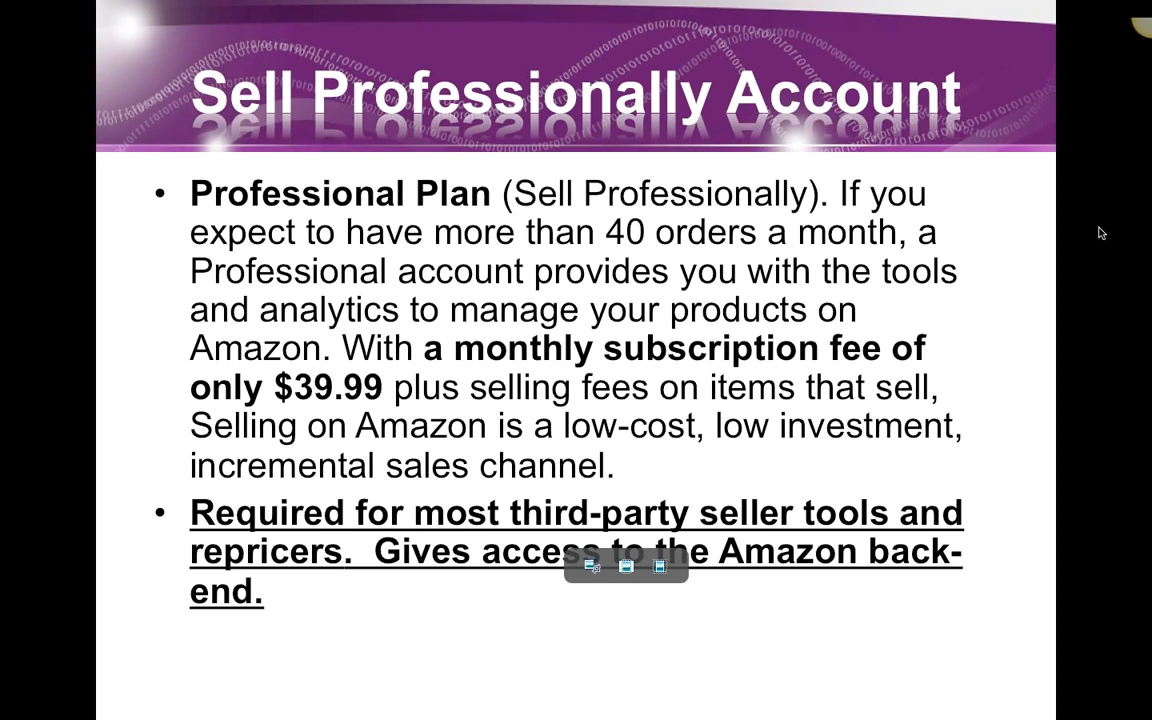 Sell Professionally Account
• Professional Plan (Sell Professionally). If you
expect to have more than 40 orders a month, a
Professional account provides you with the tools
and analytics to manage your products on
Amazon. With a monthly subscription fee of
only $39.99 plus selling fees on items that sell,
Selling on Amazon is a low-cost, low investment,
incremental sales channel.
• Required for most third-party seller tools and
repricers.  Gives access to the Amazon back-
end.